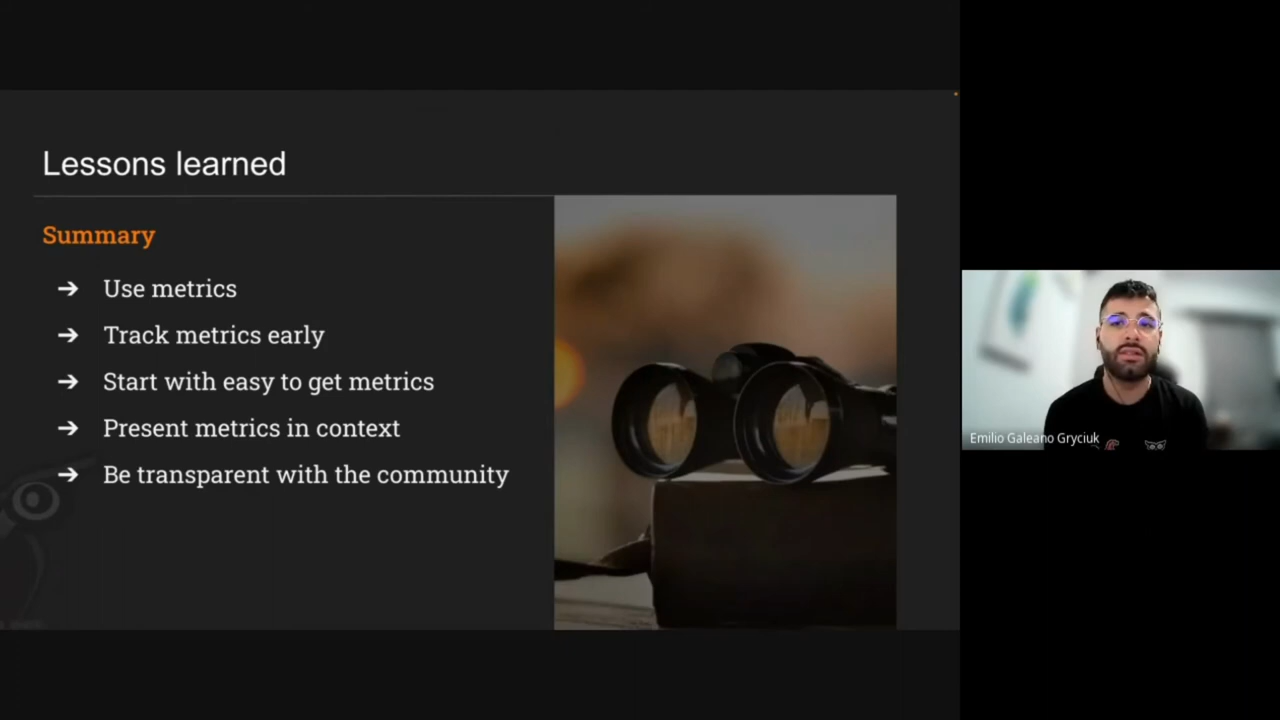 Lessons learned
Summary
➔ Use metrics
➔ Track metrics early
➔ Start with easy to get metrics
➔ Present metrics in context
➔ Be transparent with the community
Emilio Galeano Gryciuk